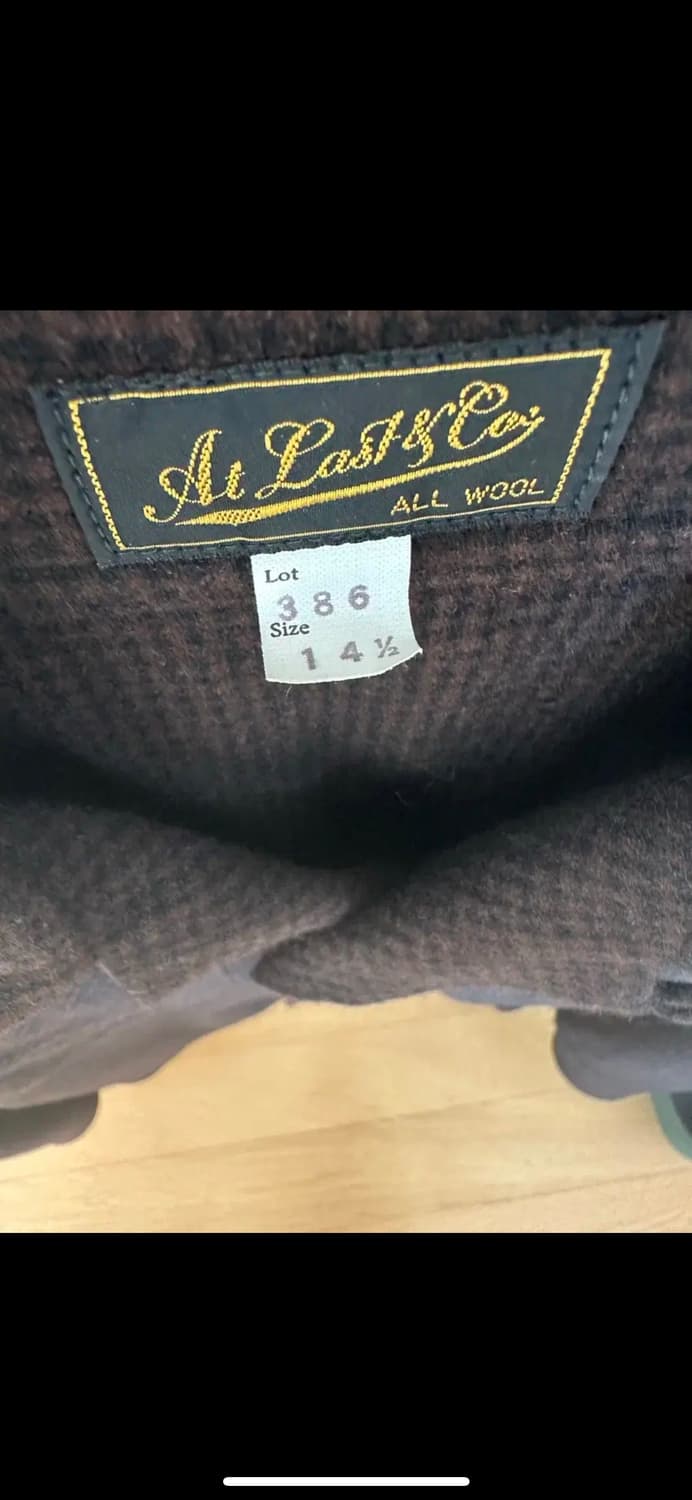 At Last & Co.
ALL WOOL
Lot
386
Size
14½